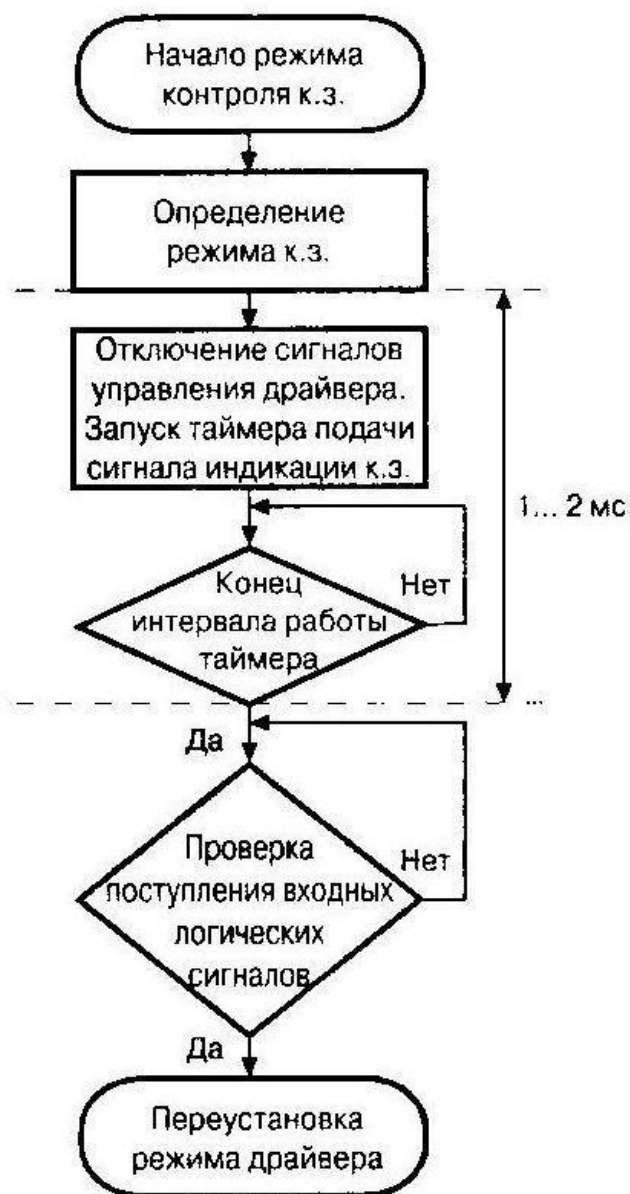 Начало режима
контроля к.з.
Определение
режима к.з.
Отключение сигналов
управления драйвера.
Запуск таймера подачи
сигнала индикации к.з.
1... 2 мс
Конец
интервала работы
таймера
Нет
Да
Проверка
поступления входных
логических
сигналов
Нет
Да
Переустановка
режима драйвера